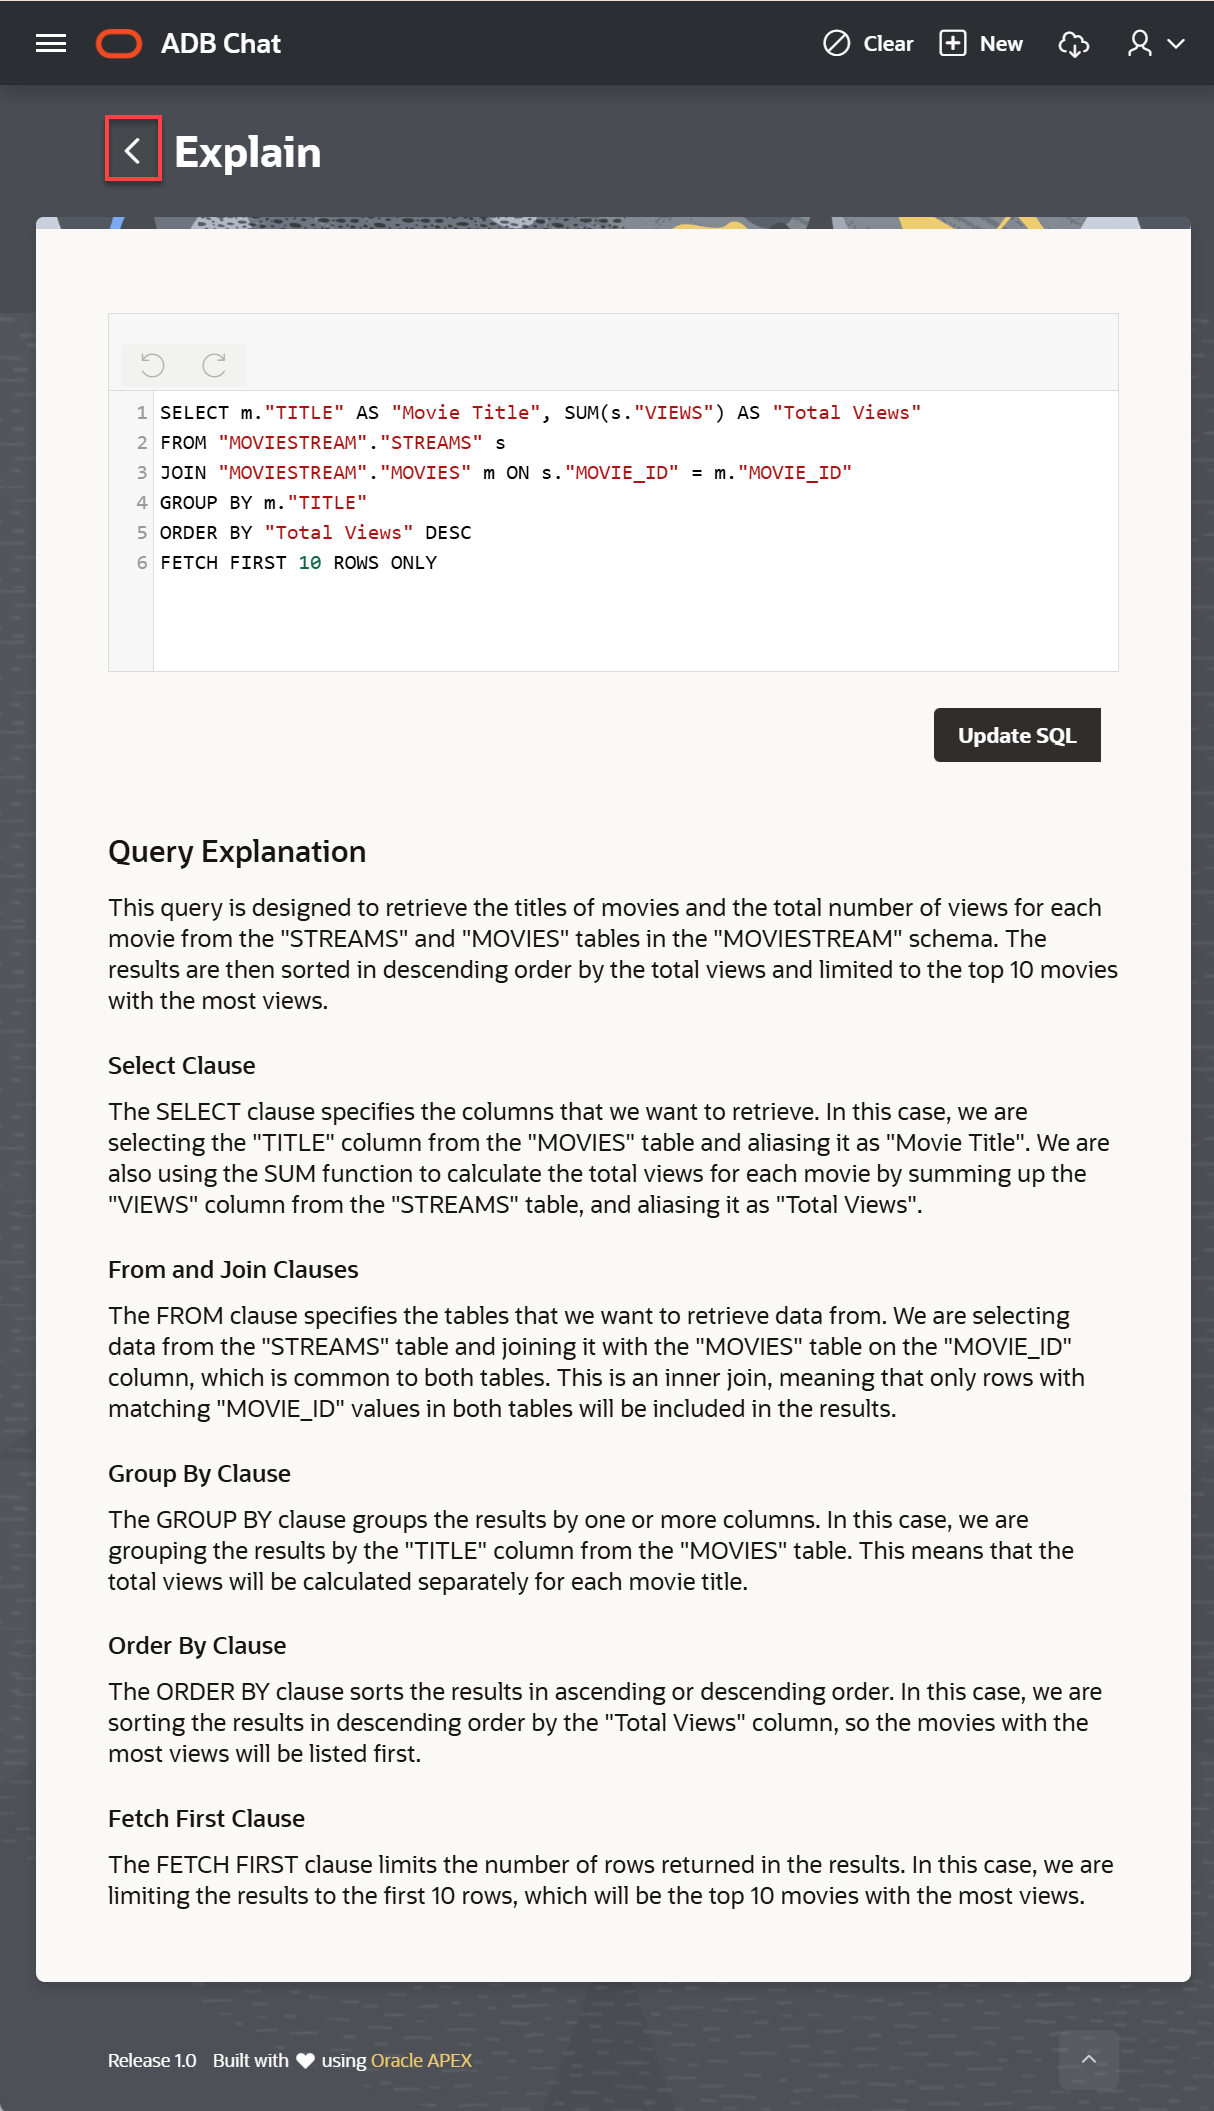 ADB Chat
Clear
New
Explain
1 SELECT m."TITLE" AS "Movie Title", SUM(s."VIEWS") AS "Total Views"
2 FROM "MOVIESTREAM"."STREAMS" s
3 JOIN "MOVIESTREAM"."MOVIES" m ON s."MOVIE_ID" = m."MOVIE_ID"
4 GROUP BY m."TITLE"
5 ORDER BY "Total Views" DESC
6 FETCH FIRST 10 ROWS ONLY
Update SQL
Query Explanation
This query is designed to retrieve the titles of movies and the total number of views for each
movie from the "STREAMS" and "MOVIES" tables in the "MOVIESTREAM" schema. The
results are then sorted in descending order by the total views and limited to the top 10 movies
with the most views.
Select Clause
The SELECT clause specifies the columns that we want to retrieve. In this case, we are
selecting the "TITLE" column from the "MOVIES" table and aliasing it as "Movie Title". We are
also using the SUM function to calculate the total views for each movie by summing up the
"VIEWS" column from the "STREAMS" table, and aliasing it as "Total Views".
From and Join Clauses
The FROM clause specifies the tables that we want to retrieve data from. We are selecting
data from the "STREAMS" table and joining it with the "MOVIES" table on the "MOVIE_ID"
column, which is common to both tables. This is an inner join, meaning that only rows with
matching "MOVIE_ID" values in both tables will be included in the results.
Group By Clause
The GROUP BY clause groups the results by one or more columns. In this case, we are
grouping the results by the "TITLE" column from the "MOVIES" table. This means that the
total views will be calculated separately for each movie title.
Order By Clause
The ORDER BY clause sorts the results in ascending or descending order. In this case, we are
sorting the results in descending order by the "Total Views" column, so the movies with the
most views will be listed first.
Fetch First Clause
The FETCH FIRST clause limits the number of rows returned in the results. In this case, we are
limiting the results to the first 10 rows, which will be the top 10 movies with the most views.
Release 1.0 Built with ♥ using Oracle APEX